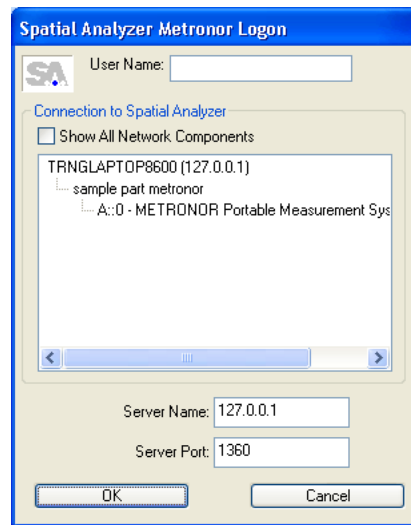 Spatial Analyzer Metronor Logon
SA
User Name:
Connection to Spatial Analyzer
Show All Network Components
TRNGLAPTOP8600 (127.0.0.1)
sample part metronor
A::0 - METRONOR Portable Measurement Sys
Server Name: 127.0.0.1
Server Port: 1360
OK Cancel